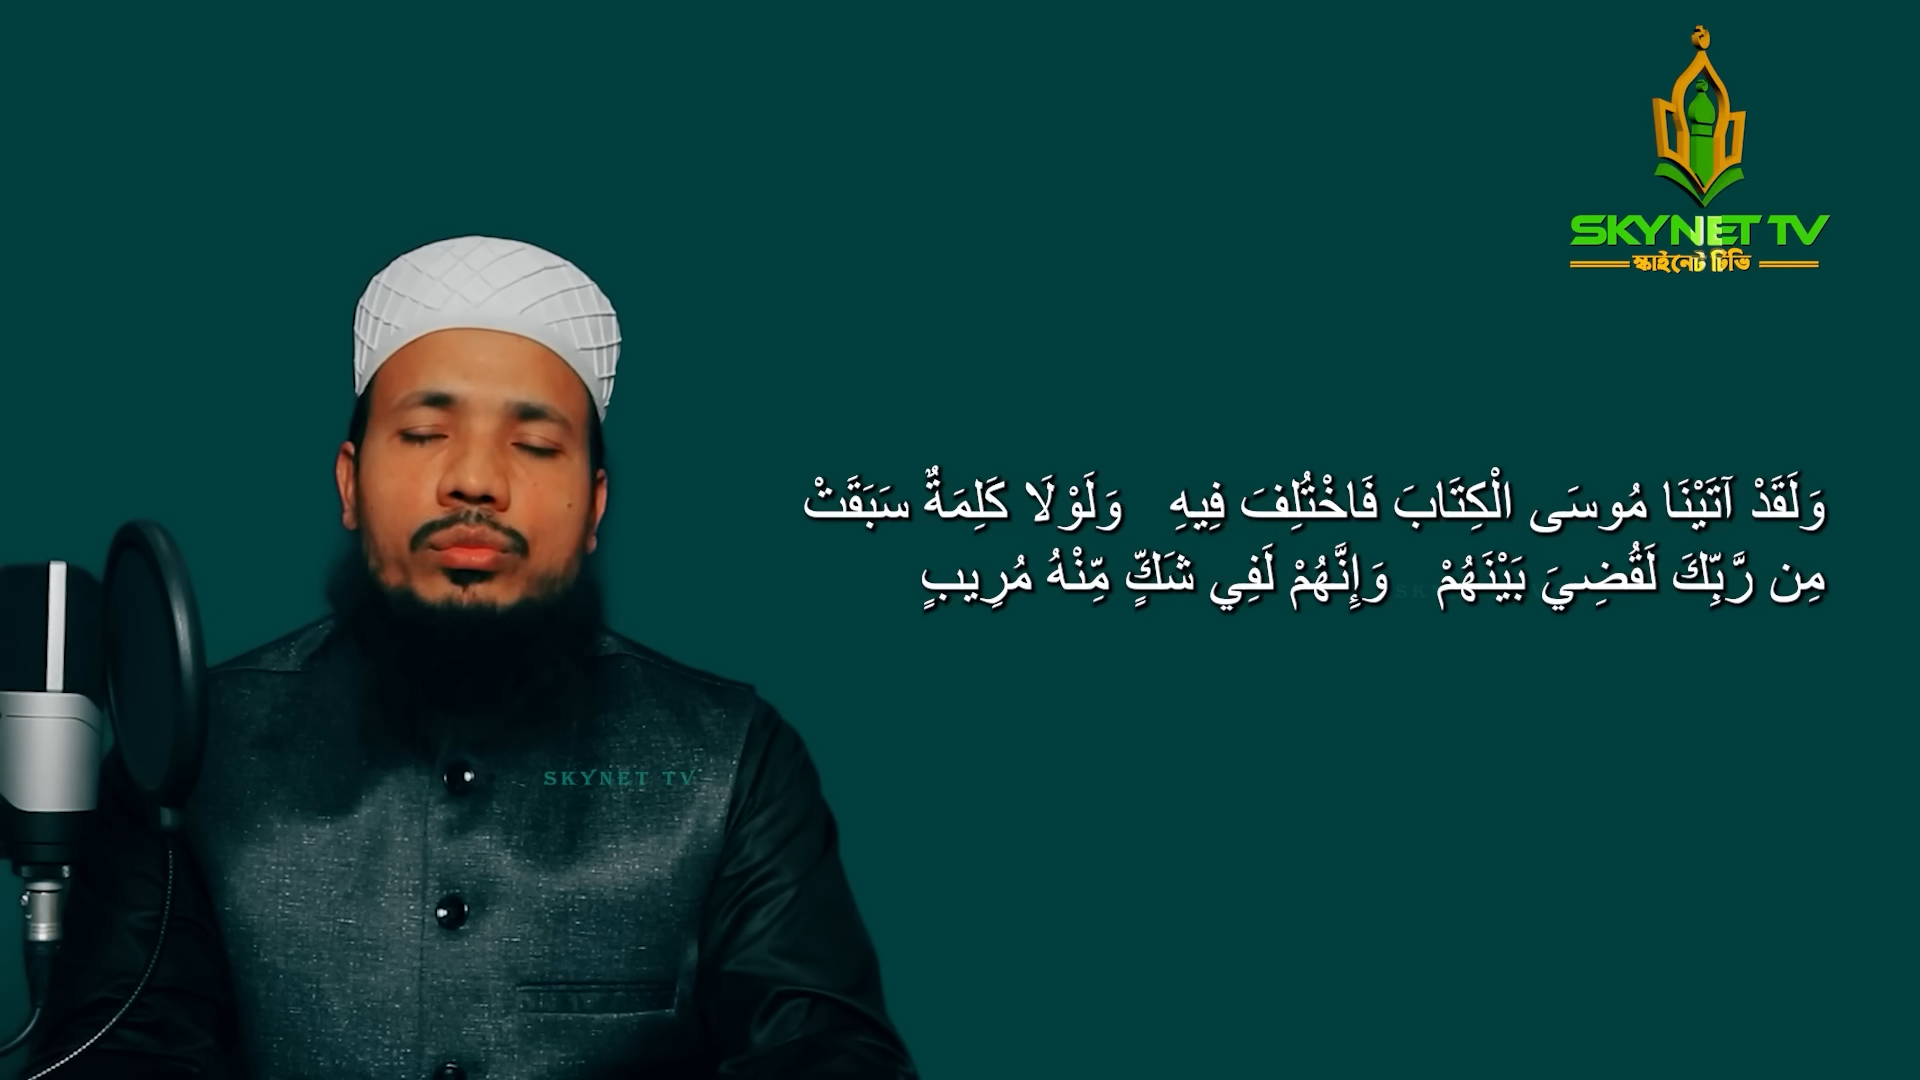 SKYNET TV
স্কাইনেট টিভি
وَلَقَدْ آتَيْنَا مُوسَى الْكِتَابَ فَاخْتُلِفَ فِيهِ وَلَوْلَا كَلِمَةٌ سَبَقَتْ
مِن رَّبِّكَ لَقُضِيَ بَيْنَهُمْ وَإِنَّهُمْ لَفِي شَكٍّ مِّنْهُ مُرِيبٍ
SKYNET TV